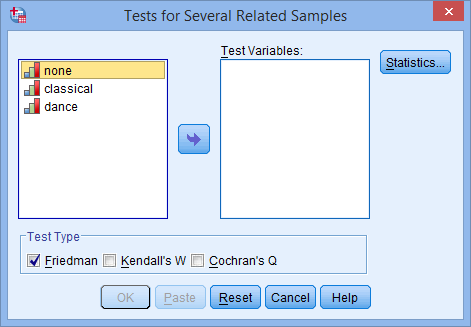 Tests for Several Related Samples
Test Variables:
Statistics...
none
classical
dance
Test Type
Friedman Kendall's W Cochran's Q
OK Paste Reset Cancel Help